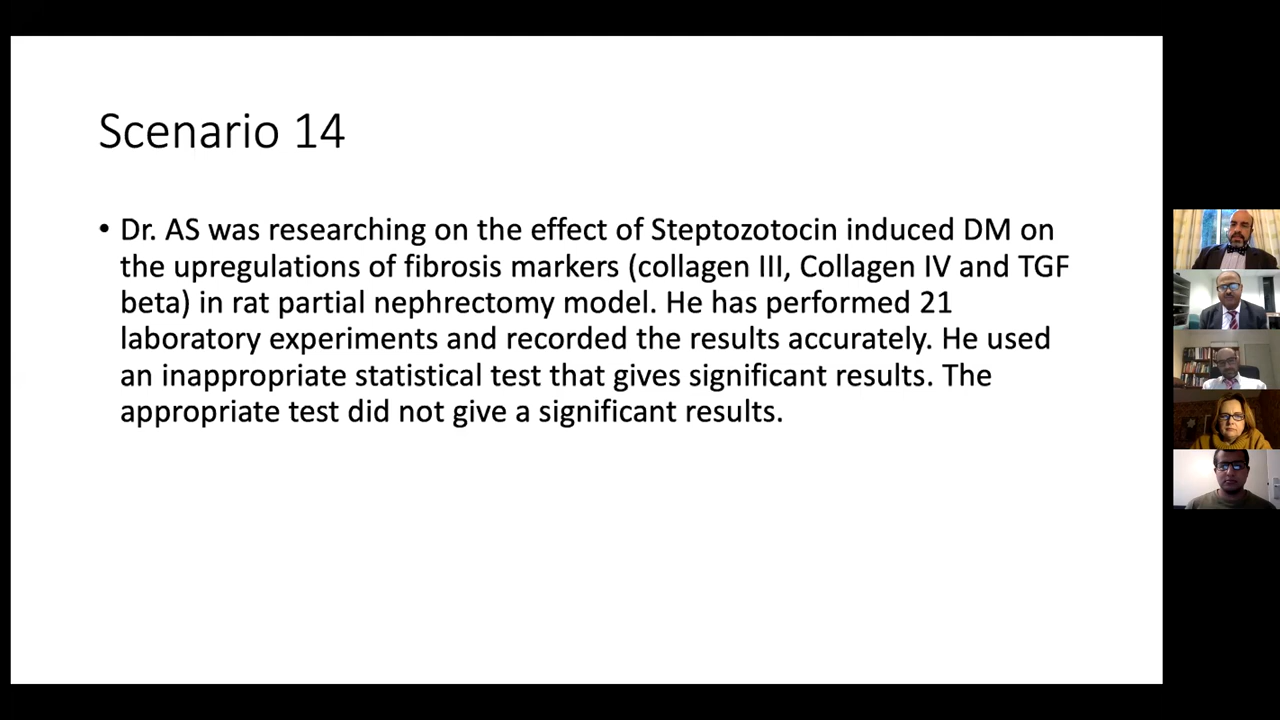 Scenario 14
• Dr. AS was researching on the effect of Steptozotocin induced DM on
the upregulations of fibrosis markers (collagen III, Collagen IV and TGF
beta) in rat partial nephrectomy model. He has performed 21
laboratory experiments and recorded the results accurately. He used
an inappropriate statistical test that gives significant results. The
appropriate test did not give a significant results.